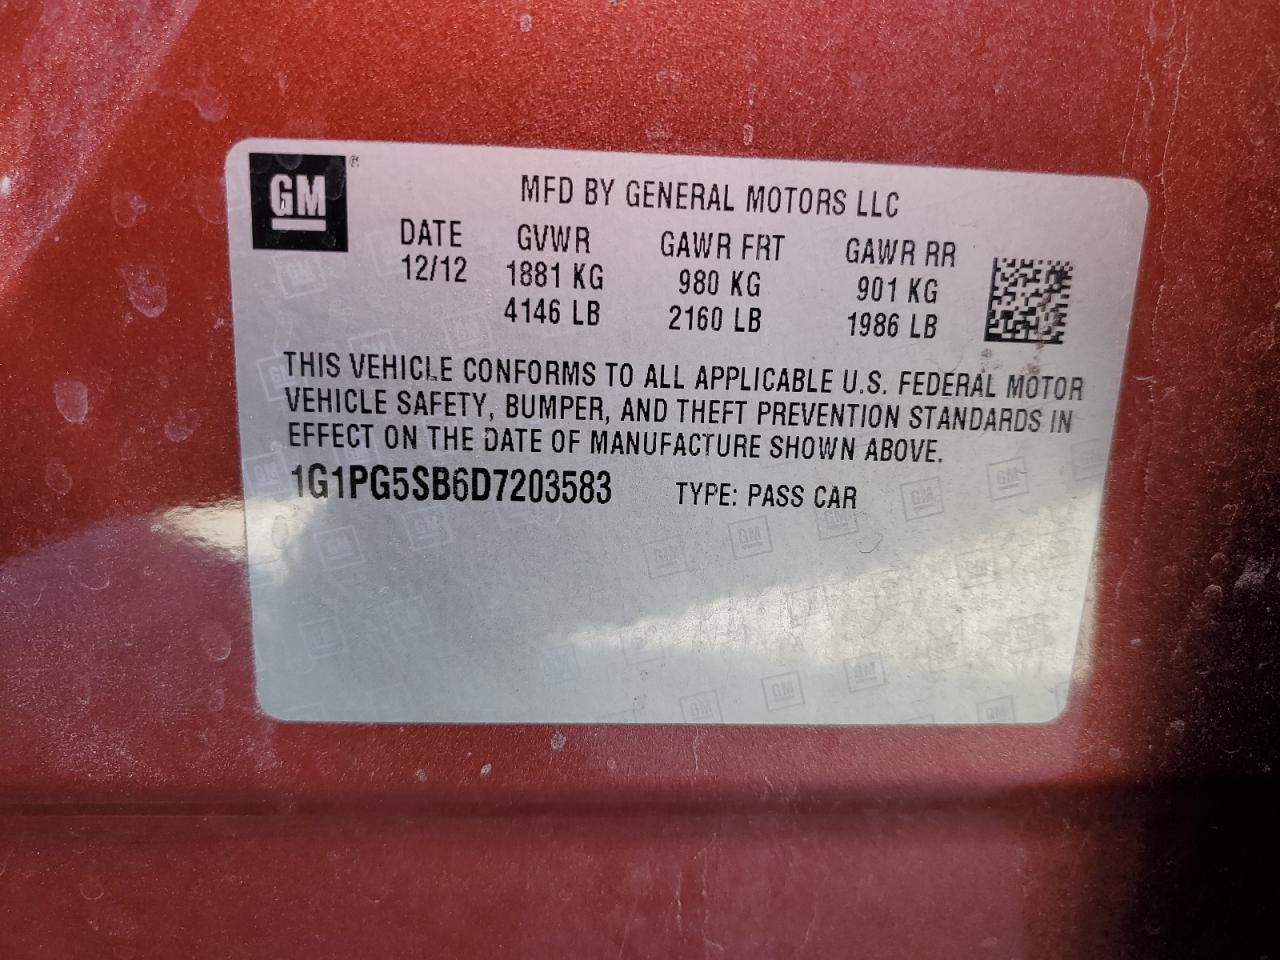 GM®
MFD BY GENERAL MOTORS LLC
DATE GVWR GAWR FRT GAWR RR
12/12 1881 KG 980 KG 901 KG
4146 LB 2160 LB 1986 LB
THIS VEHICLE CONFORMS TO ALL APPLICABLE U.S. FEDERAL MOTOR
VEHICLE SAFETY, BUMPER, AND THEFT PREVENTION STANDARDS IN
EFFECT ON THE DATE OF MANUFACTURE SHOWN ABOVE.
1G1PG5SB6D7203583 TYPE: PASS CAR